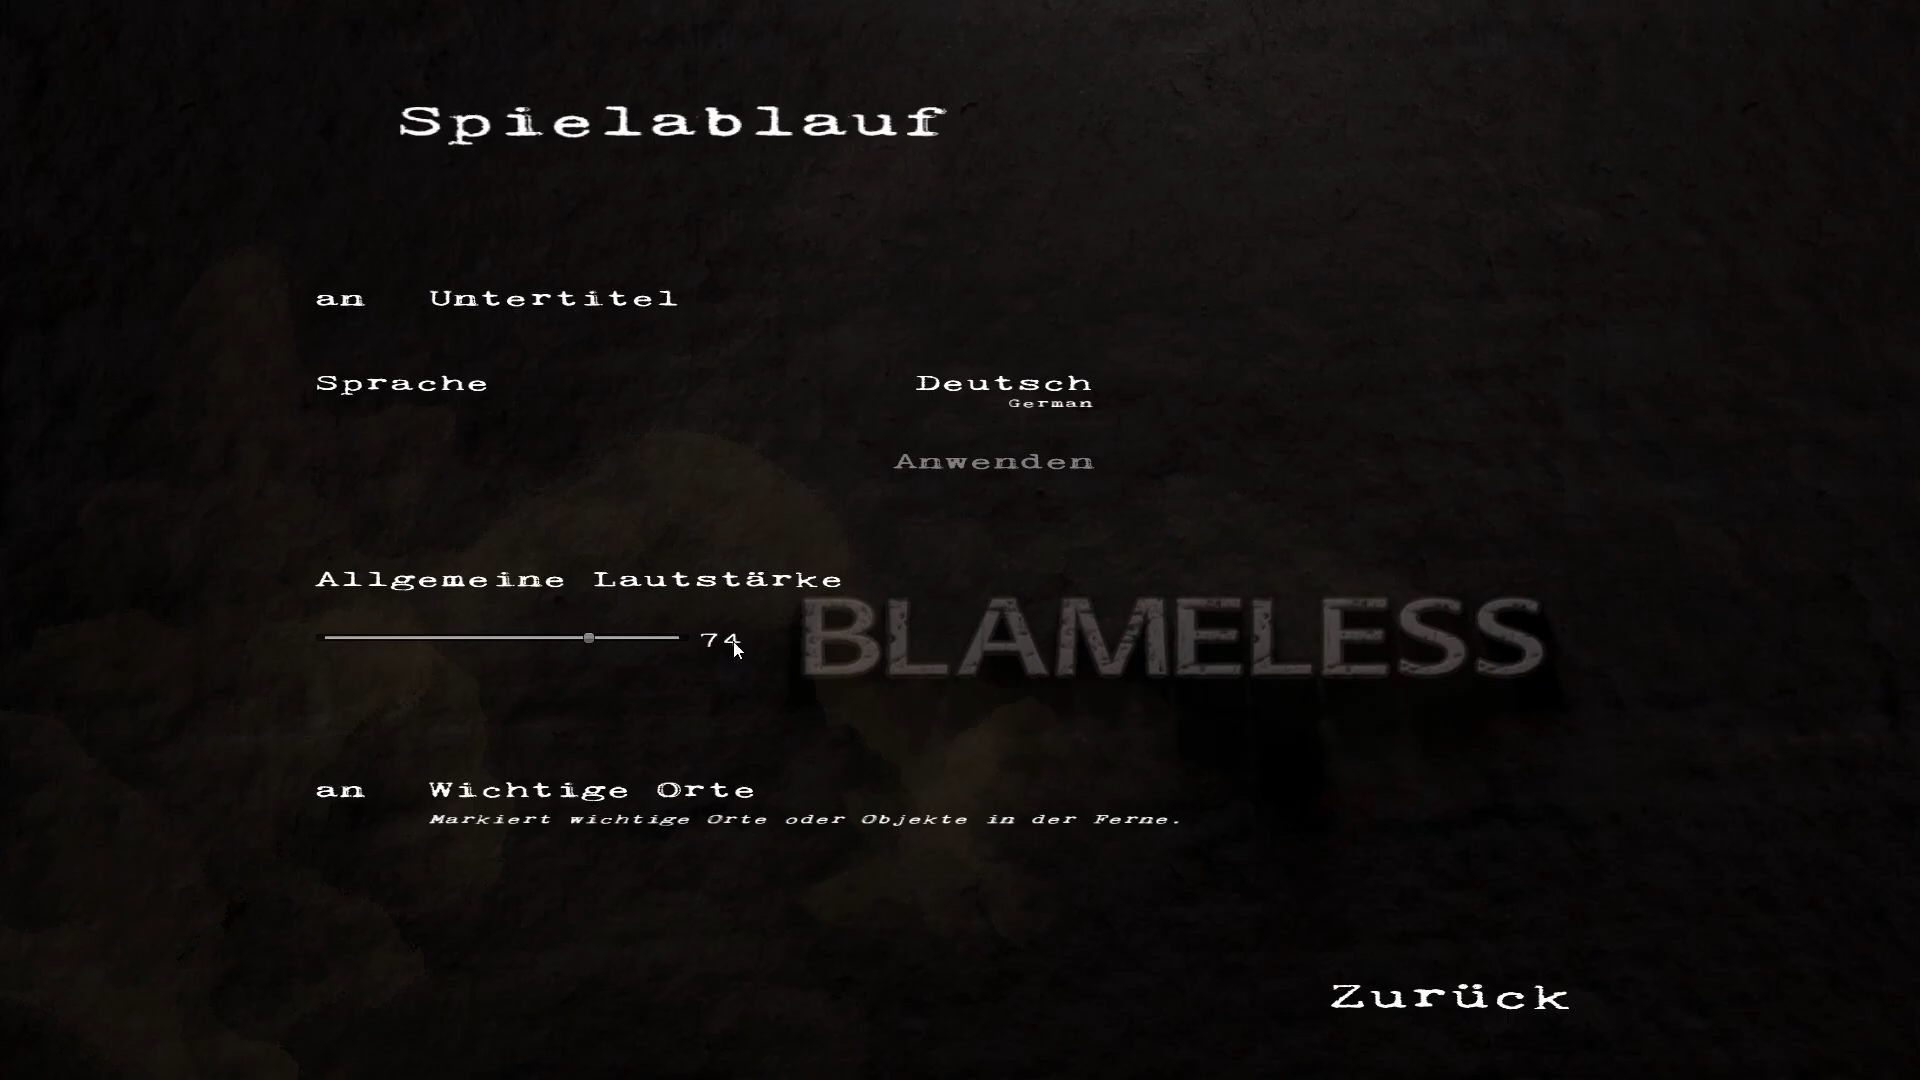 Spielablauf
an Untertitel
Sprache Deutsch
German
Anwenden
Allgemeine Lautstärke
BLAMELESS
74
an Wichtige Orte
Markiert wichtige Orte oder Objekte in der Ferne.
Zurück